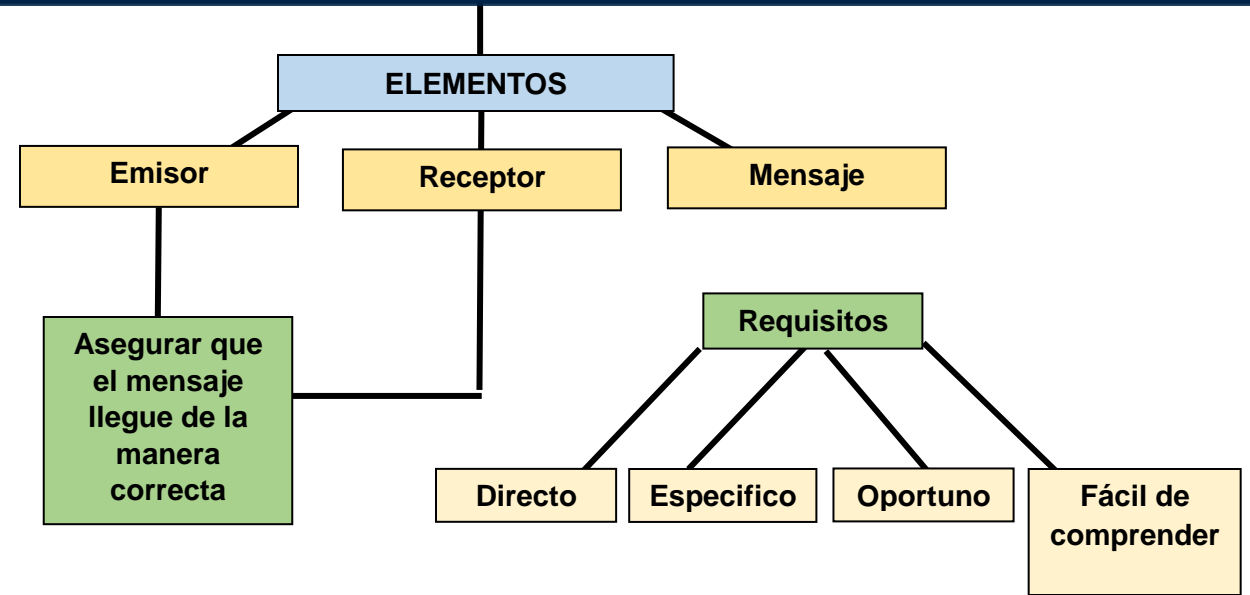 ELEMENTOS
Emisor
Receptor
Mensaje
Asegurar que
el mensaje
llegue de la
manera
correcta
Requisitos
Directo
Especifico
Oportuno
Fácil de
comprender